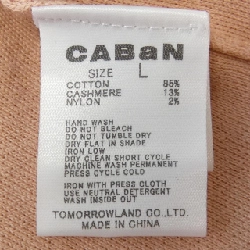 CABaN
SIZE L
COTTON 85%
CASHMERE 13%
NYLON 2%
HAND WASH
DO NOT BLEACH
DO NOT TUMBLE DRY
DRY FLAT IN SHADE
IRON LOW
DRY CLEAN SHORT CYCLE
MACHINE WASH PERMANENT
PRESS CYCLE COLD
IRON WITH PRESS CLOTH
USE NEUTRAL DETERGENT
WASH INSIDE OUT
TOMORROWLAND CO.,LTD.
MADE IN CHINA